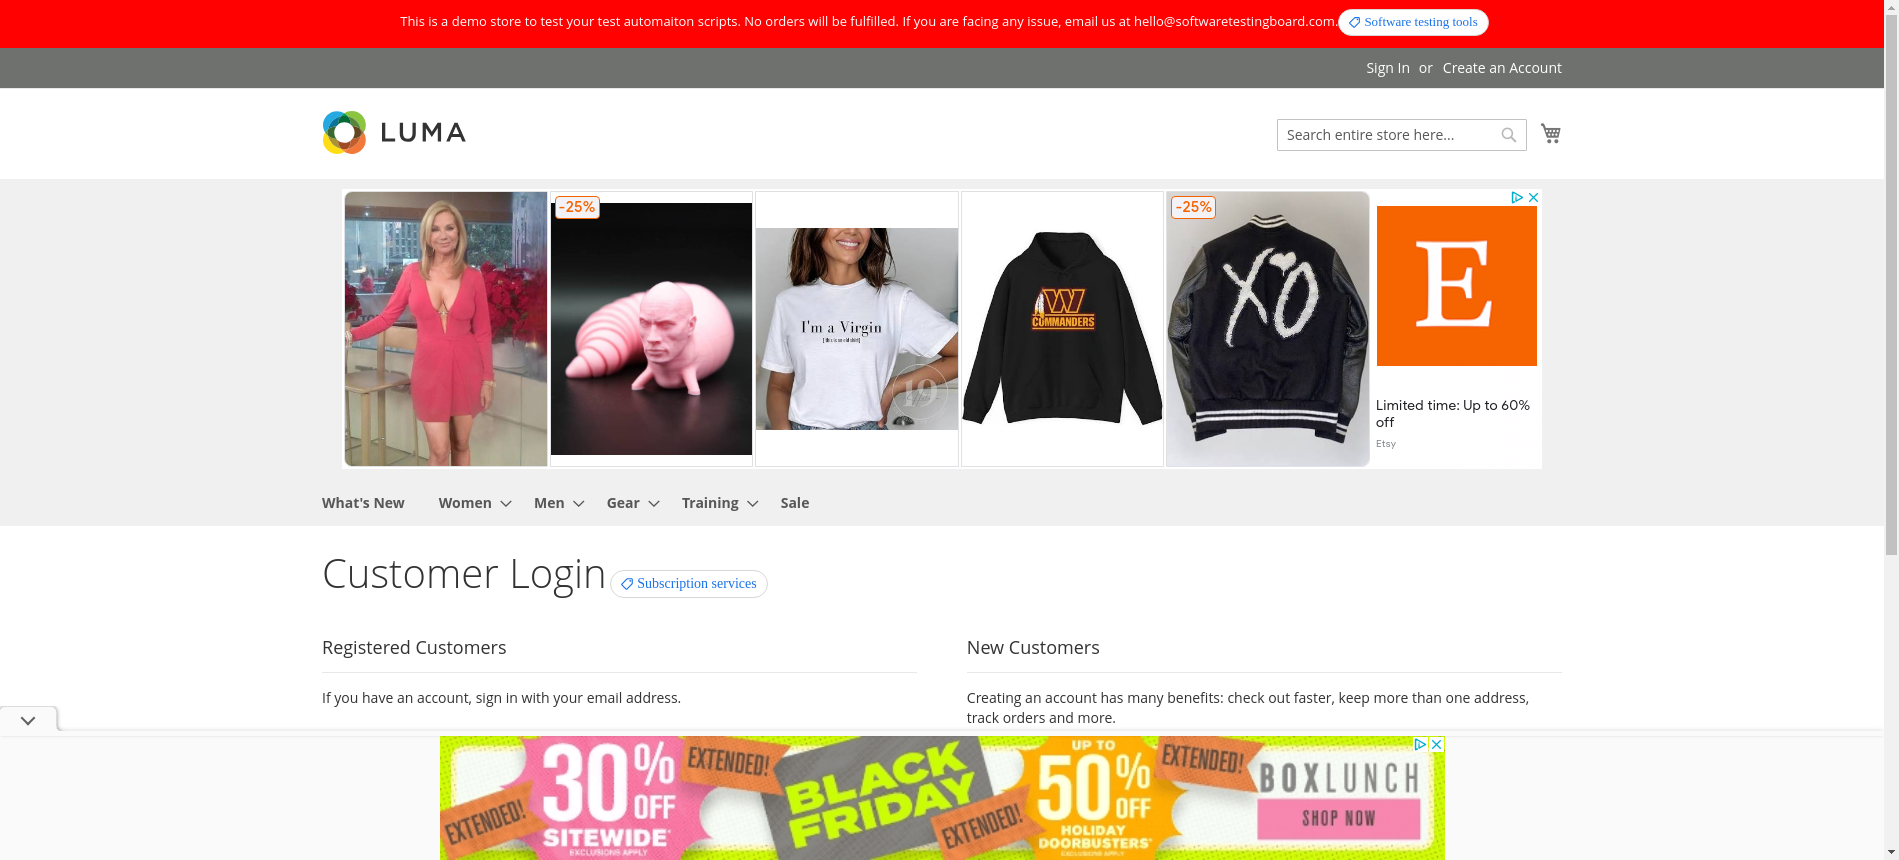 This is a demo store to test your test automaiton scripts. No orders will be fulfilled. If you are facing any issue, email us at hello@softwaretestingboard.com. Software testing tools
Sign In or Create an Account
LUMA
Search entire store here...
-25%
-25%
I'm a Virgin
W
COMMANDERS
XO
E
Limited time: Up to 60% off
Etsy
What's New Women Men Gear Training Sale
Customer Login Subscription services
Registered Customers
New Customers
If you have an account, sign in with your email address.
Creating an account has many benefits: check out faster, keep more than one address,
track orders and more.
EXTENDED!
30% OFF
SITEWIDE*
EXCLUSIONS APPLY
EXTENDED!
BLACK
FRIDAY
EXTENDED!
UP TO
50% OFF
HOLIDAY
DOORBUSTERS*
EXCLUSIONS APPLY
EXTENDED!
BOXLUNCH
SHOP NOW